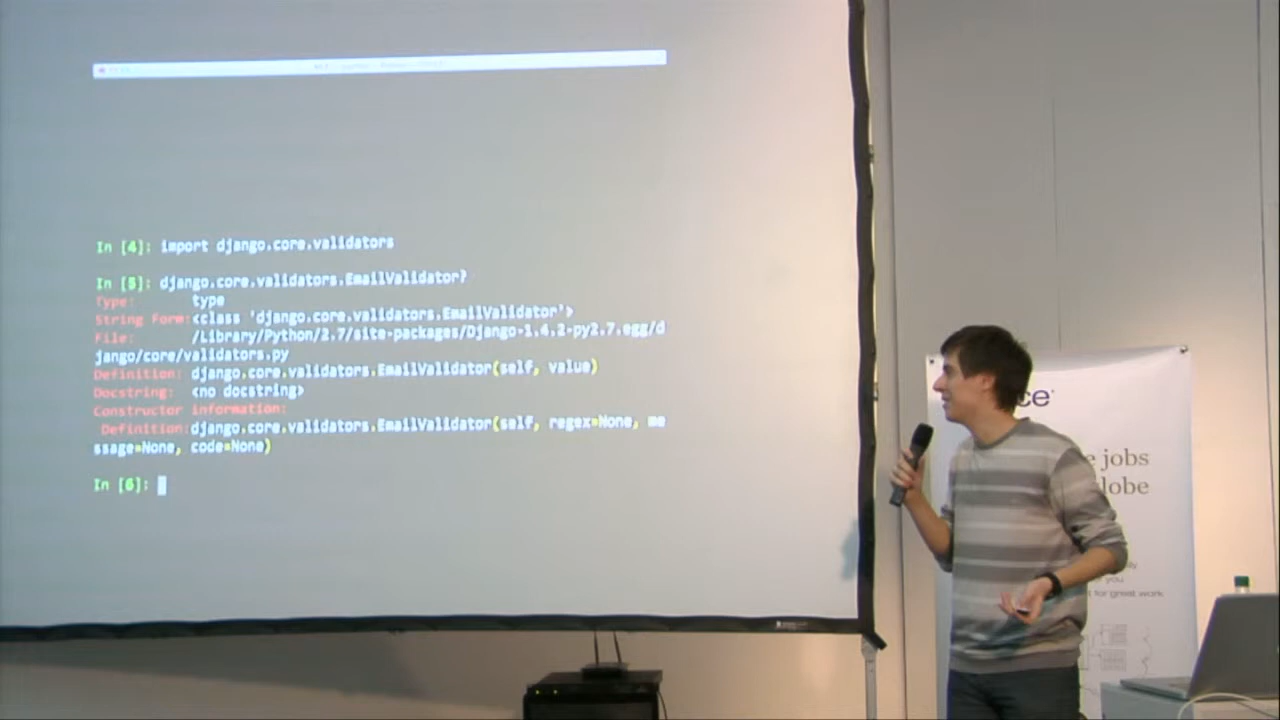 In [4]: import django.core.validators
In [5]: django.core.validators.EmailValidator?
Type: type
String Form:<class 'django.core.validators.EmailValidator'>
File: /Library/Python/2.7/site-packages/Django-1.4.2-py2.7.egg/d
jango/core/validators.py
Definition: django.core.validators.EmailValidator(self, value)
Docstring: <no docstring>
Constructor information:
Definition:django.core.validators.EmailValidator(self, regex=None, me
ssage=None, code=None)
In [6]:
ce
jobs
lobe
you
t for great work